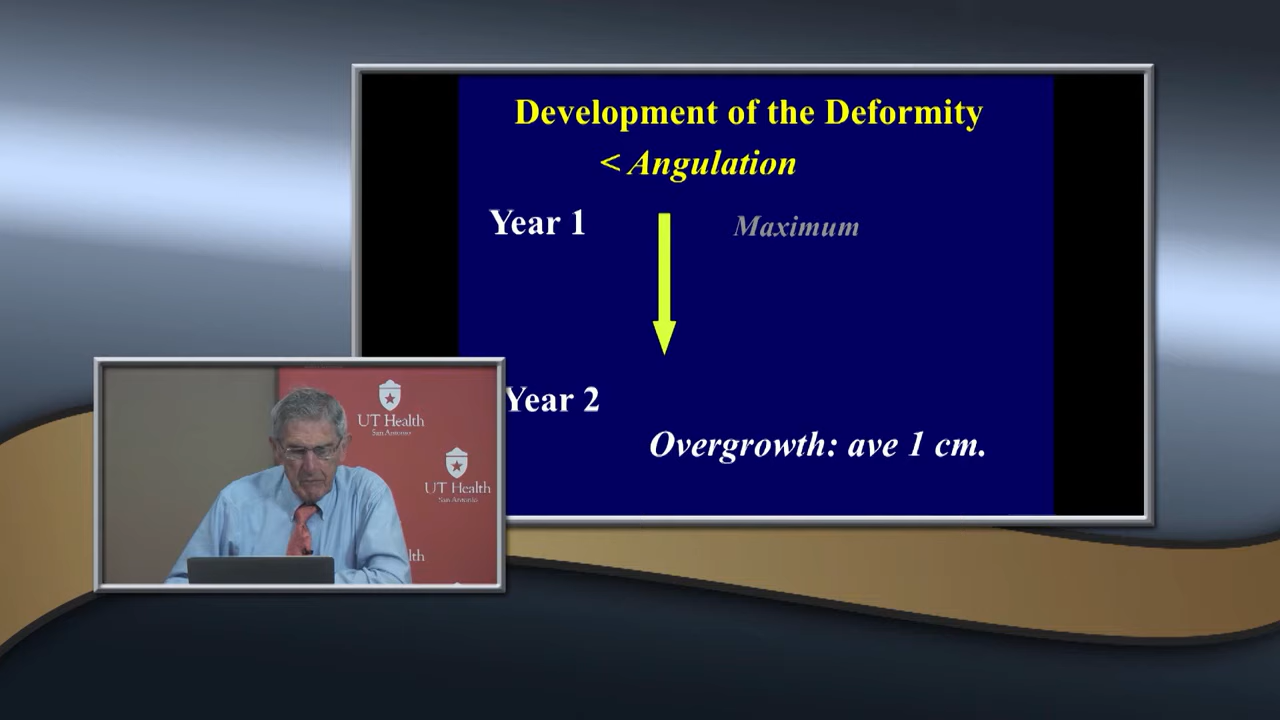 Development of the Deformity
< Angulation
Year 1
Maximum
Year 2
Overgrowth: ave 1 cm.
UT Health
San Antonio
UT Health
San Antonio
lth